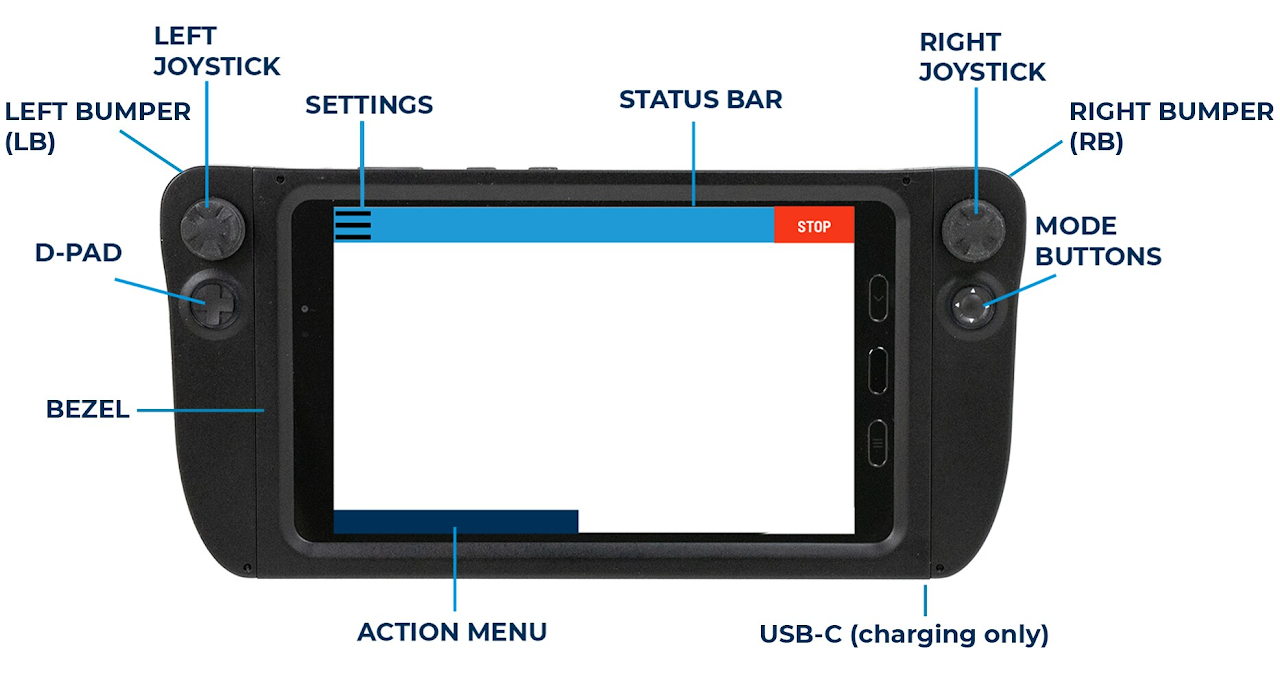 LEFT
JOYSTICK
RIGHT
JOYSTICK
SETTINGS
STATUS BAR
LEFT BUMPER
(LB)
RIGHT BUMPER
(RB)
STOP
MODE
BUTTONS
D-PAD
BEZEL
ACTION MENU
USB-C (charging only)